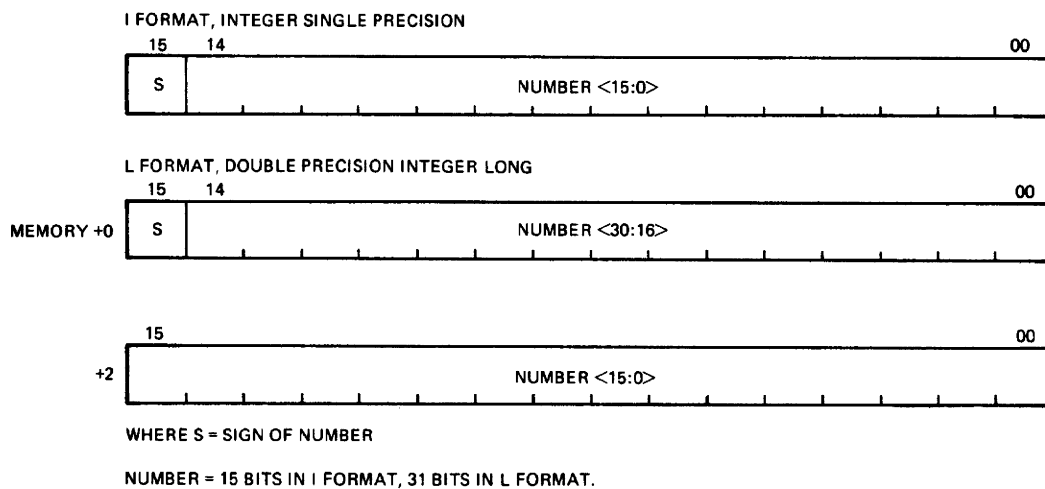 I FORMAT, INTEGER SINGLE PRECISION
15 14 00
S NUMBER <15:0>
L FORMAT, DOUBLE PRECISION INTEGER LONG
15 14 00
MEMORY +0 S NUMBER <30:16>
15 00
+2 NUMBER <15:0>
WHERE S = SIGN OF NUMBER
NUMBER = 15 BITS IN I FORMAT, 31 BITS IN L FORMAT.